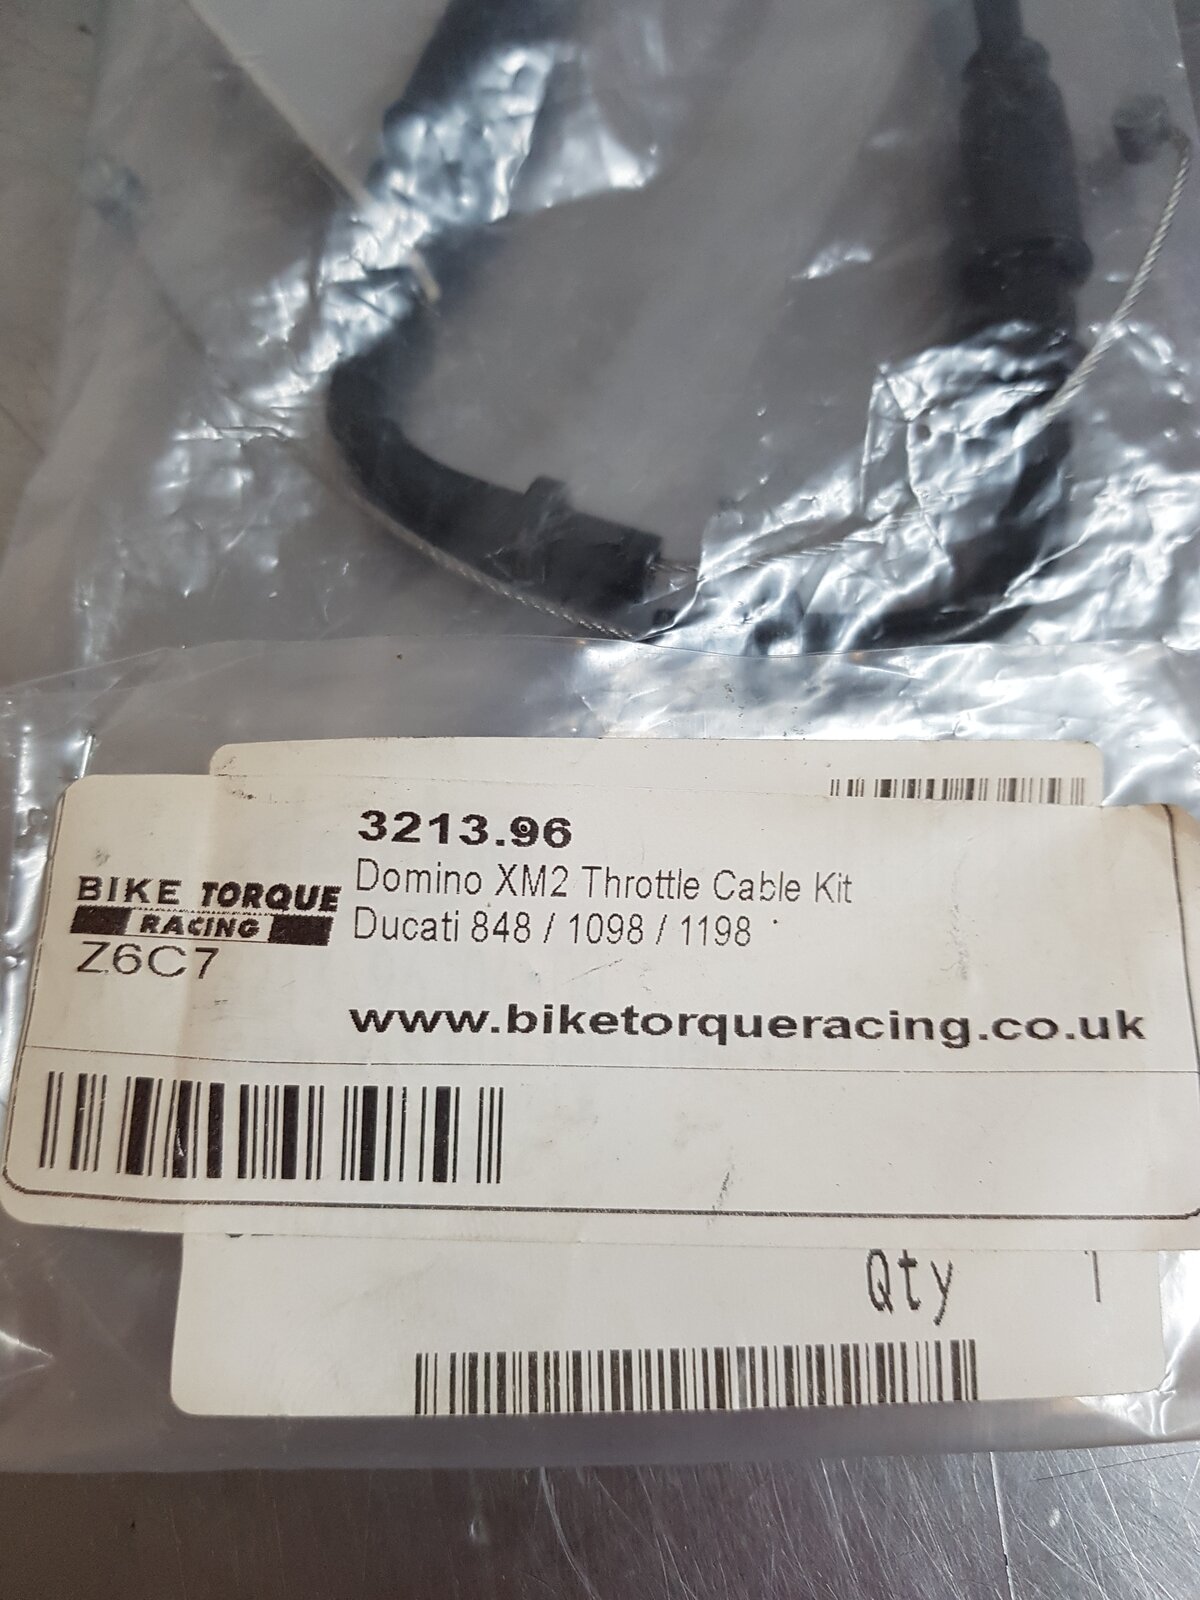 3213.96
Domino XM2 Throttle Cable Kit
Ducati 848 / 1098 / 1198
BIKE TORQUE
RACING
Z6C7
www.biketorqueracing.co.uk
Qty 1